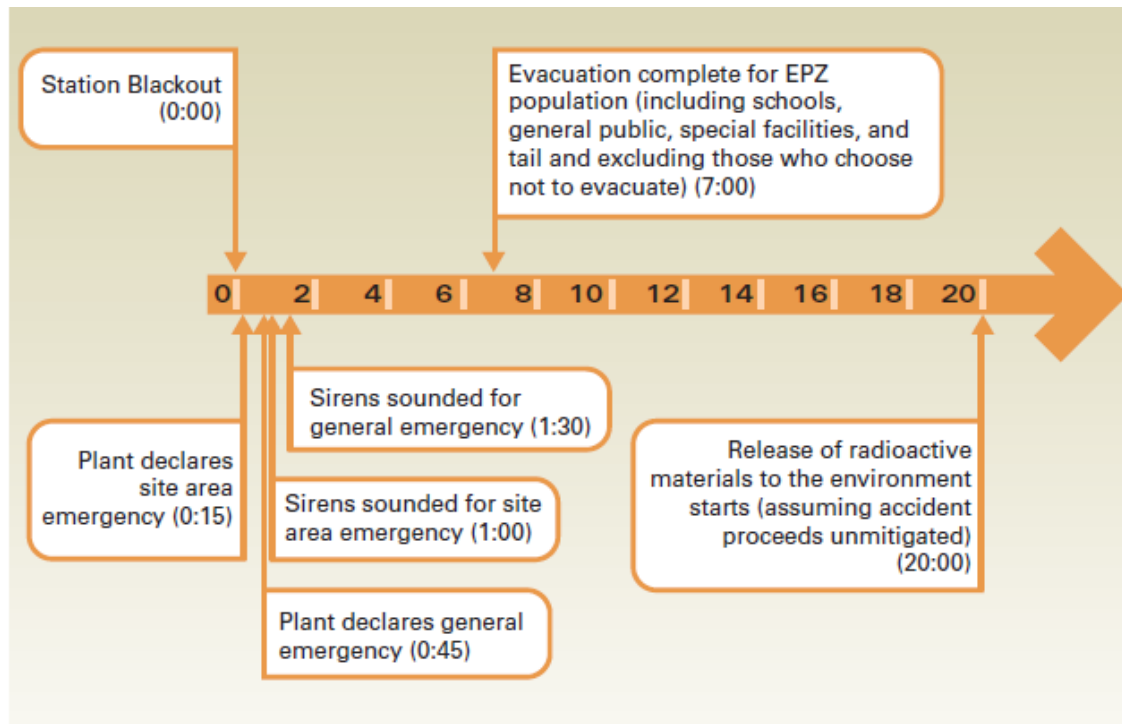 Station Blackout
(0:00)
Evacuation complete for EPZ
population (including schools,
general public, special facilities, and
tail and excluding those who choose
not to evacuate) (7:00)
0 2 4 6 8 10 12 14 16 18 20
Sirens sounded for
general emergency (1:30)
Plant declares
site area
emergency (0:15)
Sirens sounded for site
area emergency (1:00)
Plant declares general
emergency (0:45)
Release of radioactive
materials to the environment
starts (assuming accident
proceeds unmitigated)
(20:00)